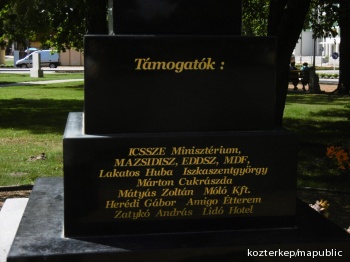 Támogatók :
ICSSZE Minisztérium,
MAZSIDISZ, EDDSZ, MDF,
Lakatos Huba Iszkaszentgyörgy
Márton Cukrászda
Mátyás Zoltán Móló Kft.
Herédi Gábor Amigo Étterem
Zatykó András Lidó Hotel
kozterkep/mapublic